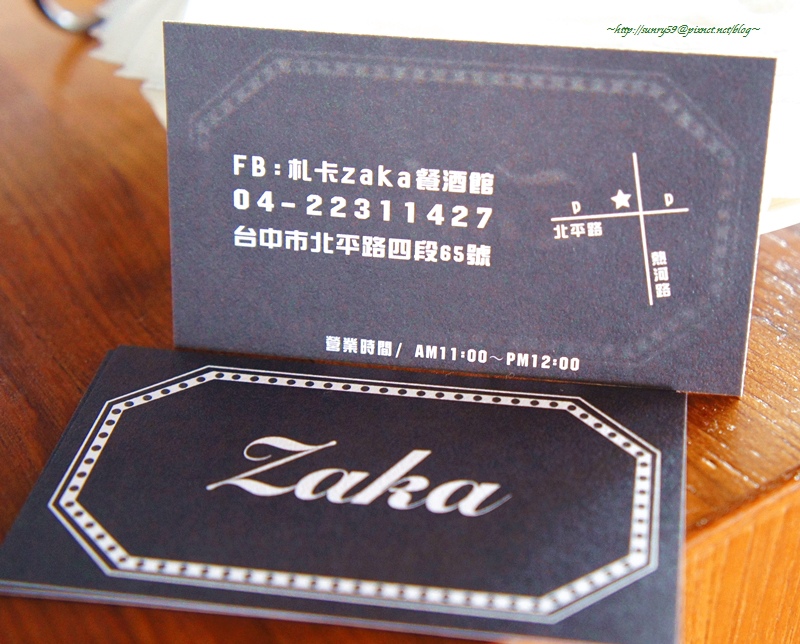 ~http://sunry59@pixnet.net/blog~
FB:札卡zaka餐酒館
04-22311427
台中市北平路四段65號
P
P
北平路
熱河路
營業時間/ AM11:00~PM12:00
Zaka